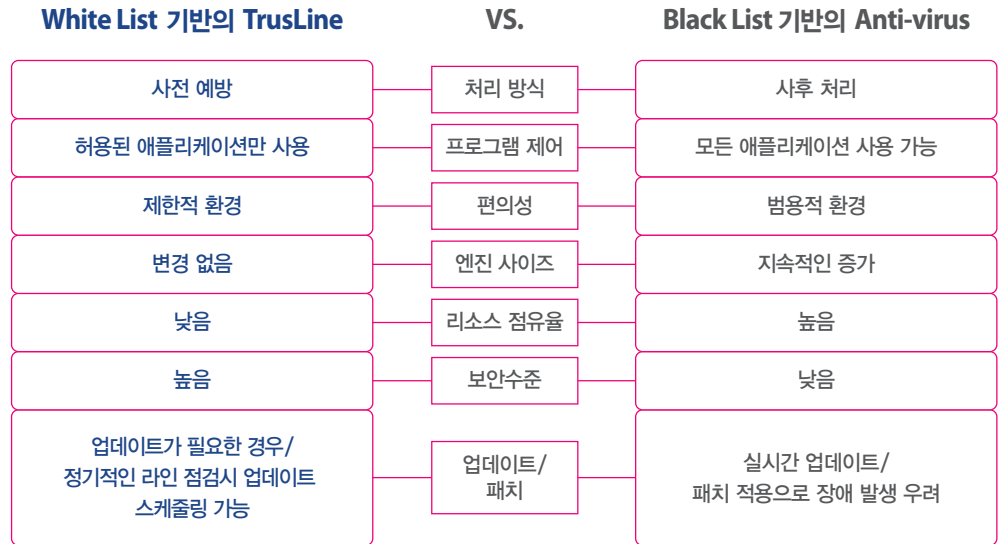 White List 기반의 TrusLine
VS.
Black List 기반의 Anti-virus
사전 예방
처리 방식
사후 처리
허용된 애플리케이션만 사용
프로그램 제어
모든 애플리케이션 사용 가능
제한적 환경
편의성
범용적 환경
변경 없음
엔진 사이즈
지속적인 증가
낮음
리소스 점유율
높음
높음
보안수준
낮음
업데이트가 필요한 경우/
정기적인 라인 점검시 업데이트
스케줄링 가능
업데이트/
패치
실시간 업데이트/
패치 적용으로 장애 발생 우려